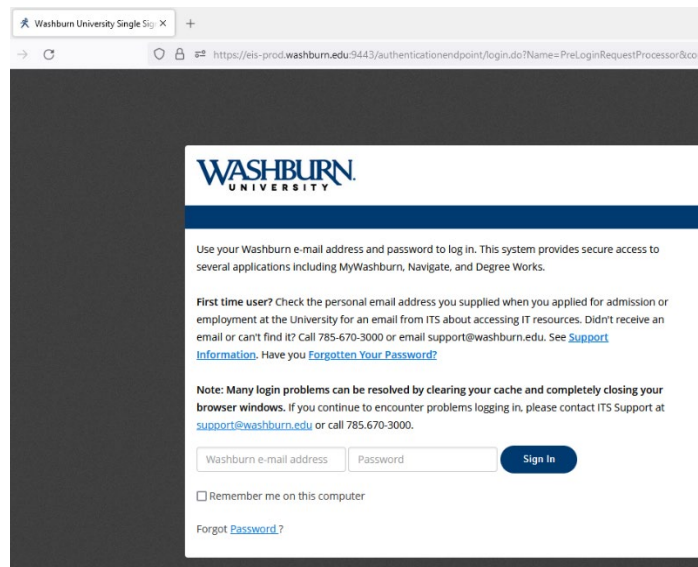 Washburn University Single Sig
https://eis-prod.washburn.edu:9443/authenticationendpoint/login.do?Name=PreLoginRequestProcessor&co
WASHBURN
UNIVERSITY
Use your Washburn e-mail address and password to log in. This system provides secure access to
several applications including MyWashburn, Navigate, and Degree Works.
First time user? Check the personal email address you supplied when you applied for admission or
employment at the University for an email from ITS about accessing IT resources. Didn't receive an
email or can't find it? Call 785-670-3000 or email support@washburn.edu. See Support
Information. Have you Forgotten Your Password?
Note: Many login problems can be resolved by clearing your cache and completely closing your
browser windows. If you continue to encounter problems logging in, please contact ITS Support at
support@washburn.edu or call 785.670-3000.
Washburn e-mail address Password Sign In
Remember me on this computer
Forgot Password ?